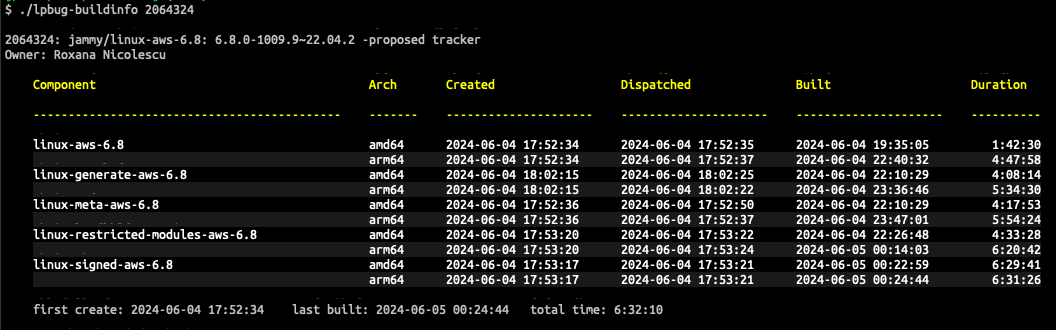 $ ./lpbug-buildinfo 2064324
2064324: jammy/linux-aws-6.8: 6.8.0-1009.9~22.04.2 -proposed tracker
Owner: Roxana Nicolescu
Component Arch Created Dispatched Built Duration
-------------------------------------------- ------- --------------------- --------------------- --------------------- ----------
linux-aws-6.8 amd64 2024-06-04 17:52:34 2024-06-04 17:52:35 2024-06-04 19:35:05 1:42:30
arm64 2024-06-04 17:52:34 2024-06-04 17:52:37 2024-06-04 22:40:32 4:47:58
linux-generate-aws-6.8 amd64 2024-06-04 18:02:15 2024-06-04 18:02:25 2024-06-04 22:10:29 4:08:14
arm64 2024-06-04 18:02:15 2024-06-04 18:02:22 2024-06-04 23:36:46 5:34:30
linux-meta-aws-6.8 amd64 2024-06-04 17:52:36 2024-06-04 17:52:50 2024-06-04 22:10:29 4:17:53
arm64 2024-06-04 17:52:36 2024-06-04 17:52:37 2024-06-04 23:47:01 5:54:24
linux-restricted-modules-aws-6.8 amd64 2024-06-04 17:53:20 2024-06-04 17:53:22 2024-06-04 22:26:48 4:33:28
arm64 2024-06-04 17:53:20 2024-06-04 17:53:24 2024-06-05 00:14:03 6:20:42
linux-signed-aws-6.8 amd64 2024-06-04 17:53:17 2024-06-04 17:53:21 2024-06-05 00:22:59 6:29:41
arm64 2024-06-04 17:53:17 2024-06-04 17:53:21 2024-06-05 00:24:44 6:31:26
first create: 2024-06-04 17:52:34 last built: 2024-06-05 00:24:44 total time: 6:32:10